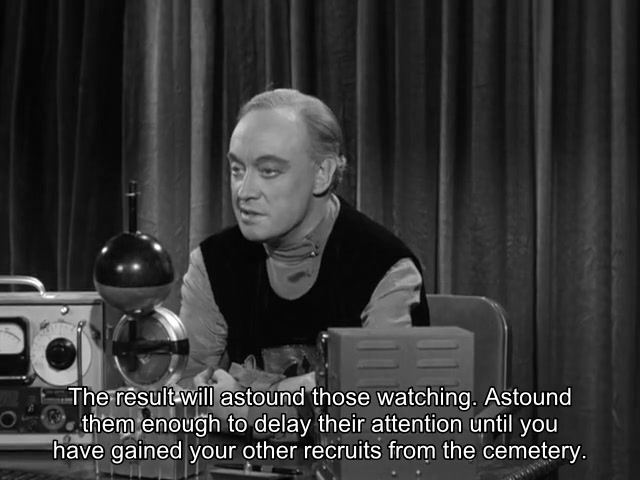 The result will astound those watching. Astound
them enough to delay their attention until you
have gained your other recruits from the cemetery.